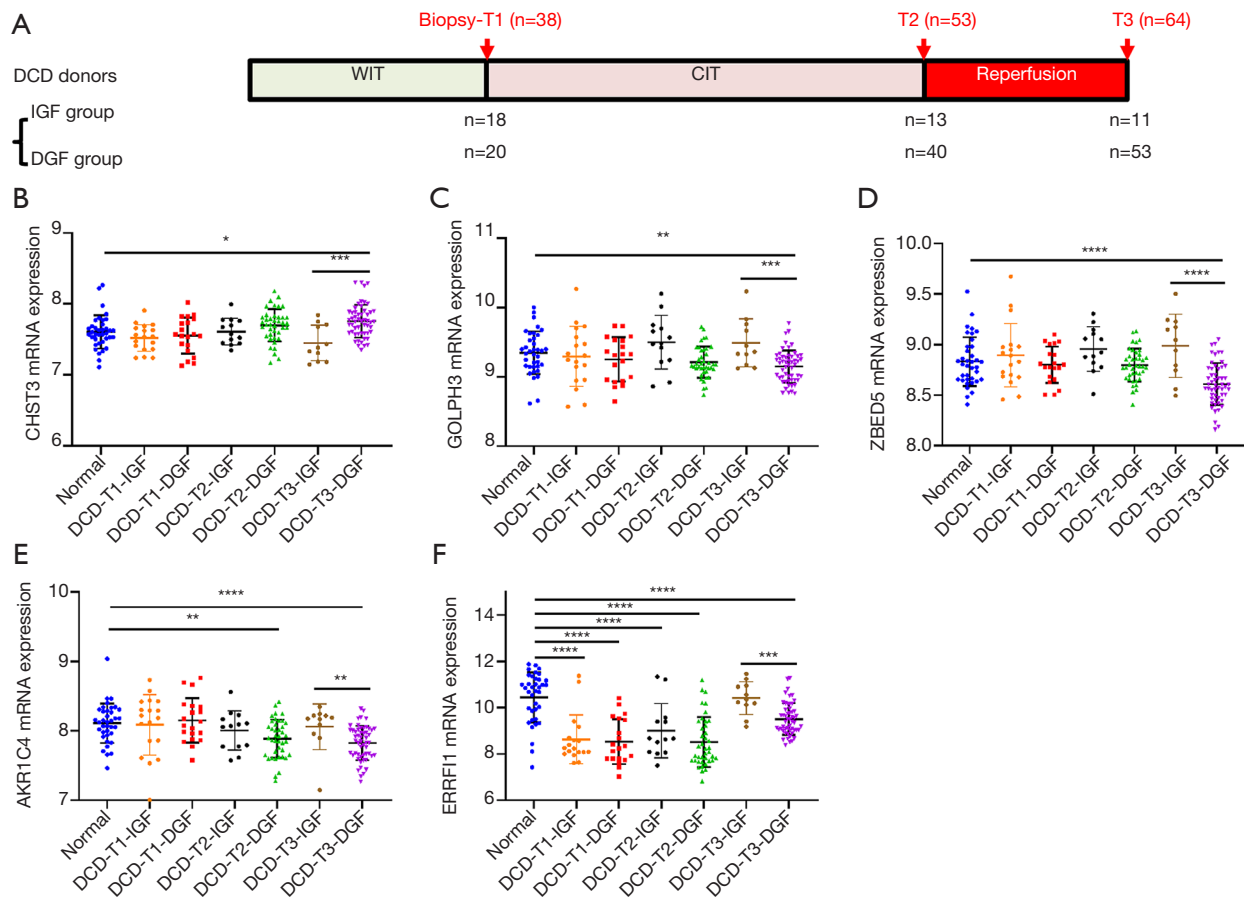 A
Biopsy-T1 (n=38)
T2 (n=53)
T3 (n=64)
DCD donors
WIT
CIT
Reperfusion
IGF group
n=18
n=13
n=11
DGF group
n=20
n=40
n=53
B
CHST3 mRNA expression
9
8
7
6
*
***
Normal
DCD-T1-IGF
DCD-T1-DGF
DCD-T2-IGF
DCD-T2-DGF
DCD-T3-IGF
DCD-T3-DGF
C
GOLPH3 mRNA expression
11
10
9
8
**
***
Normal
DCD-T1-IGF
DCD-T1-DGF
DCD-T2-IGF
DCD-T2-DGF
DCD-T3-IGF
DCD-T3-DGF
D
ZBED5 mRNA expression
10.0
9.5
9.0
8.5
8.0
****
****
Normal
DCD-T1-IGF
DCD-T1-DGF
DCD-T2-IGF
DCD-T2-DGF
DCD-T3-IGF
DCD-T3-DGF
E
AKR1C4 mRNA expression
10
9
8
7
****
**
**
Normal
DCD-T1-IGF
DCD-T1-DGF
DCD-T2-IGF
DCD-T2-DGF
DCD-T3-IGF
DCD-T3-DGF
F
ERRFI1 mRNA expression
14
12
10
8
6
****
****
****
****
****
***
Normal
DCD-T1-IGF
DCD-T1-DGF
DCD-T2-IGF
DCD-T2-DGF
DCD-T3-IGF
DCD-T3-DGF